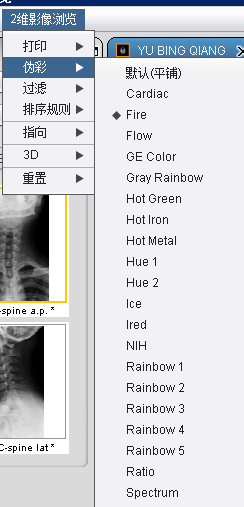 览
2维影像浏览
打印
伪彩
过滤
排序规则
指向
3D
重置
YU BING QIANG
默认(平铺)
Cardiac
Fire
Flow
GE Color
Gray Rainbow
Hot Green
Hot Iron
Hot Metal
Hue 1
Hue 2
Ice
Ired
NIH
Rainbow 1
Rainbow 2
Rainbow 3
Rainbow 4
Rainbow 5
Ratio
Spectrum
-spine a.p. *
C-spine lat *